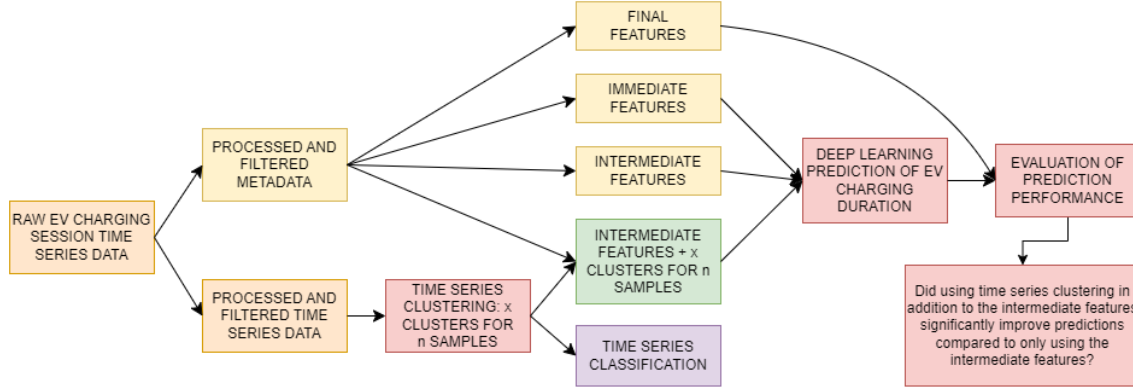 RAW EV CHARGING
SESSION TIME
SERIES DATA
PROCESSED AND
FILTERED
METADATA
PROCESSED AND
FILTERED TIME
SERIES DATA
TIME SERIES
CLUSTERING: x
CLUSTERS FOR
n SAMPLES
FINAL
FEATURES
IMMEDIATE
FEATURES
INTERMEDIATE
FEATURES
INTERMEDIATE
FEATURES + x
CLUSTERS FOR n
SAMPLES
TIME SERIES
CLASSIFICATION
DEEP LEARNING
PREDICTION OF EV
CHARGING
DURATION
EVALUATION OF
PREDICTION
PERFORMANCE
Did using time series clustering in
addition to the intermediate features
significantly improve predictions
compared to only using the
intermediate features?